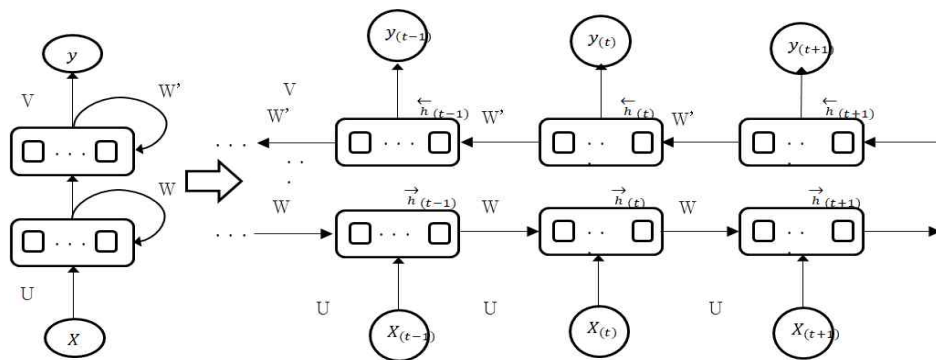 y
V
W'
W
U
X
y(t−1)
y(t)
y(t+1)
V
W'
W'
W'
←h(t−1)
←h(t)
←h(t+1)
. . .
W
W
W
→h(t−1)
→h(t)
→h(t+1)
. . .
U
U
U
X(t−1)
X(t)
X(t+1)